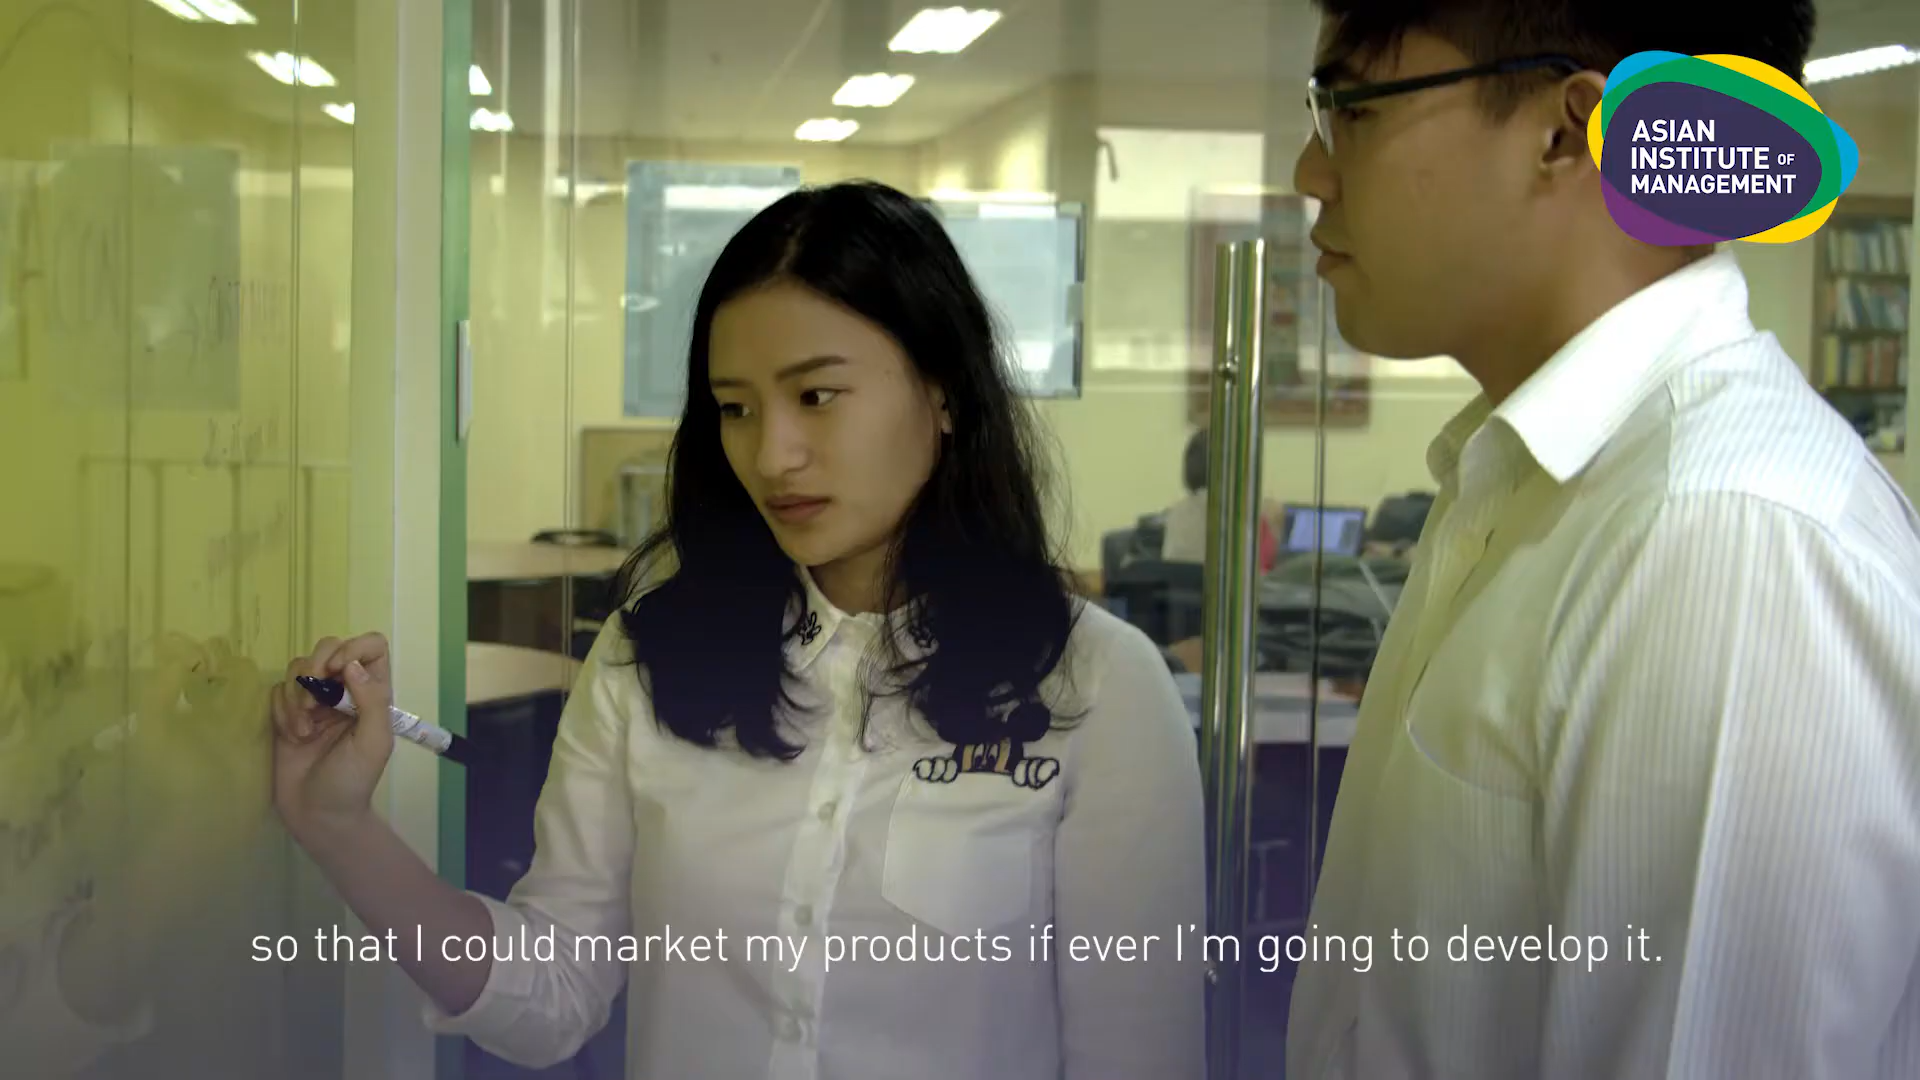 ASIAN
INSTITUTE OF
MANAGEMENT
so that I could market my products if ever I'm going to develop it.